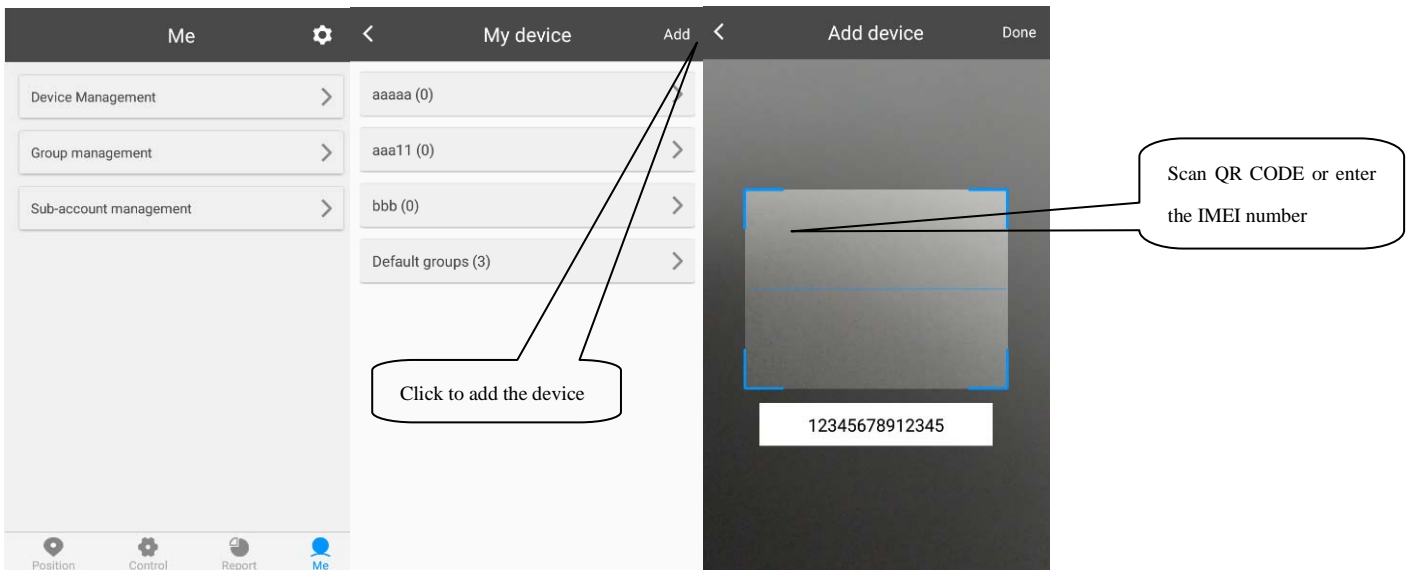 Me
Device Management
Group management
Sub-account management
Position
Control
Report
Me
My device
Add
aaaaa (0)
aaa11 (0)
bbb (0)
Default groups (3)
Click to add the device
Add device
Done
12345678912345
Scan QR CODE or enter
the IMEI number